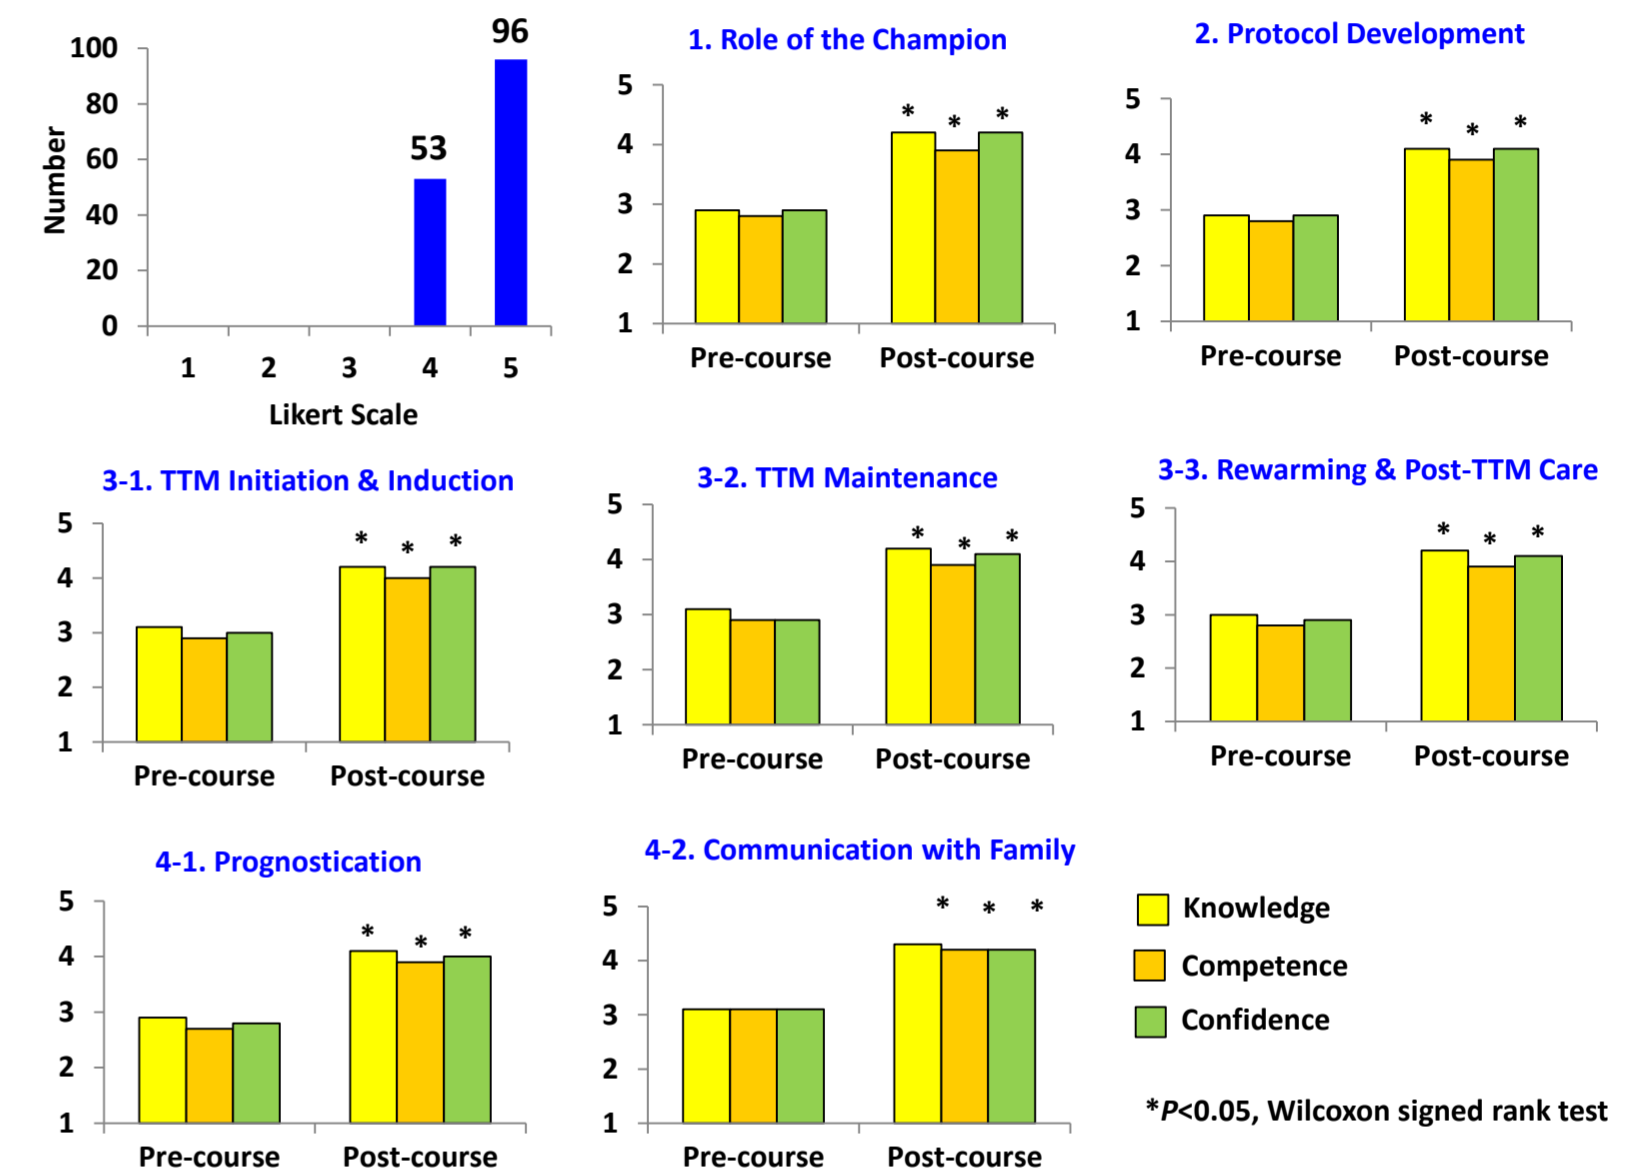 96
100
80
60
40
20
0
53
Number
1 2 3 4 5
Likert Scale
1. Role of the Champion
5
4
3
2
1
* * *
Pre-course Post-course
2. Protocol Development
5
4
3
2
1
* * *
Pre-course Post-course
3-1. TTM Initiation & Induction
5
4
3
2
1
* * *
Pre-course Post-course
3-2. TTM Maintenance
5
4
3
2
1
* * *
Pre-course Post-course
3-3. Rewarming & Post-TTM Care
5
4
3
2
1
* * *
Pre-course Post-course
4-1. Prognostication
5
4
3
2
1
* * *
Pre-course Post-course
4-2. Communication with Family
5
4
3
2
1
* * *
Pre-course Post-course
Knowledge
Competence
Confidence
*P<0.05, Wilcoxon signed rank test